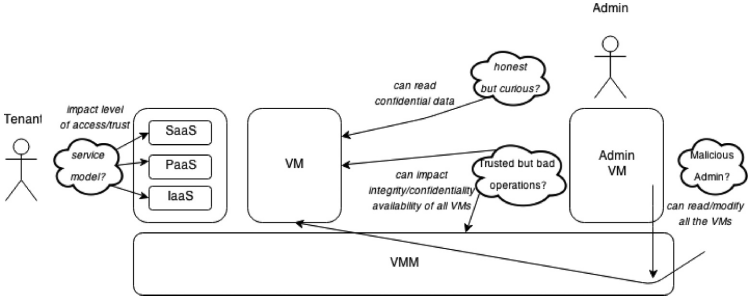 Admin
honest
but curious?
can read
confidential data
impact level
of access/trust
Tenant
service
model?
SaaS
PaaS
IaaS
VM
Trusted but bad
operations?
can impact
integrity/confidentiality
availability of all VMs
Admin
VM
Malicious
Admin?
can read/modify
all the VMs
VMM